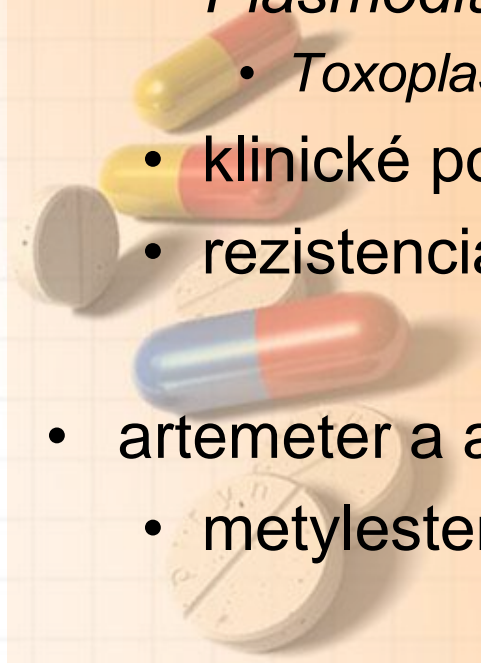 • Toxoplas
• klinické po
• rezistencia
• artemeter a a
• metylester